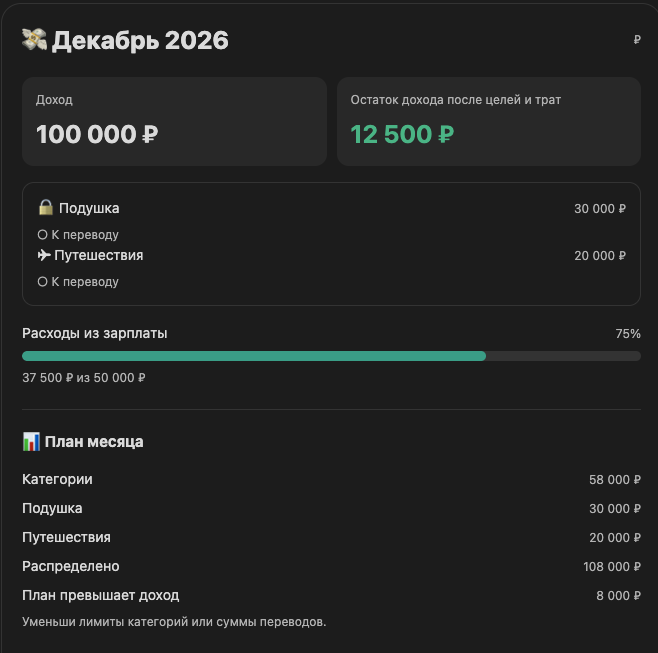 💸 Декабрь 2026
₽
Доход
100 000 ₽
Остаток дохода после целей и трат
12 500 ₽
🔒 Подушка 30 000 ₽
О К переводу
✈ Путешествия 20 000 ₽
О К переводу
Расходы из зарплаты 75%
37 500 ₽ из 50 000 ₽
📊 План месяца
Категории 58 000 ₽
Подушка 30 000 ₽
Путешествия 20 000 ₽
Распределено 108 000 ₽
План превышает доход 8 000 ₽
Уменьши лимиты категорий или суммы переводов.